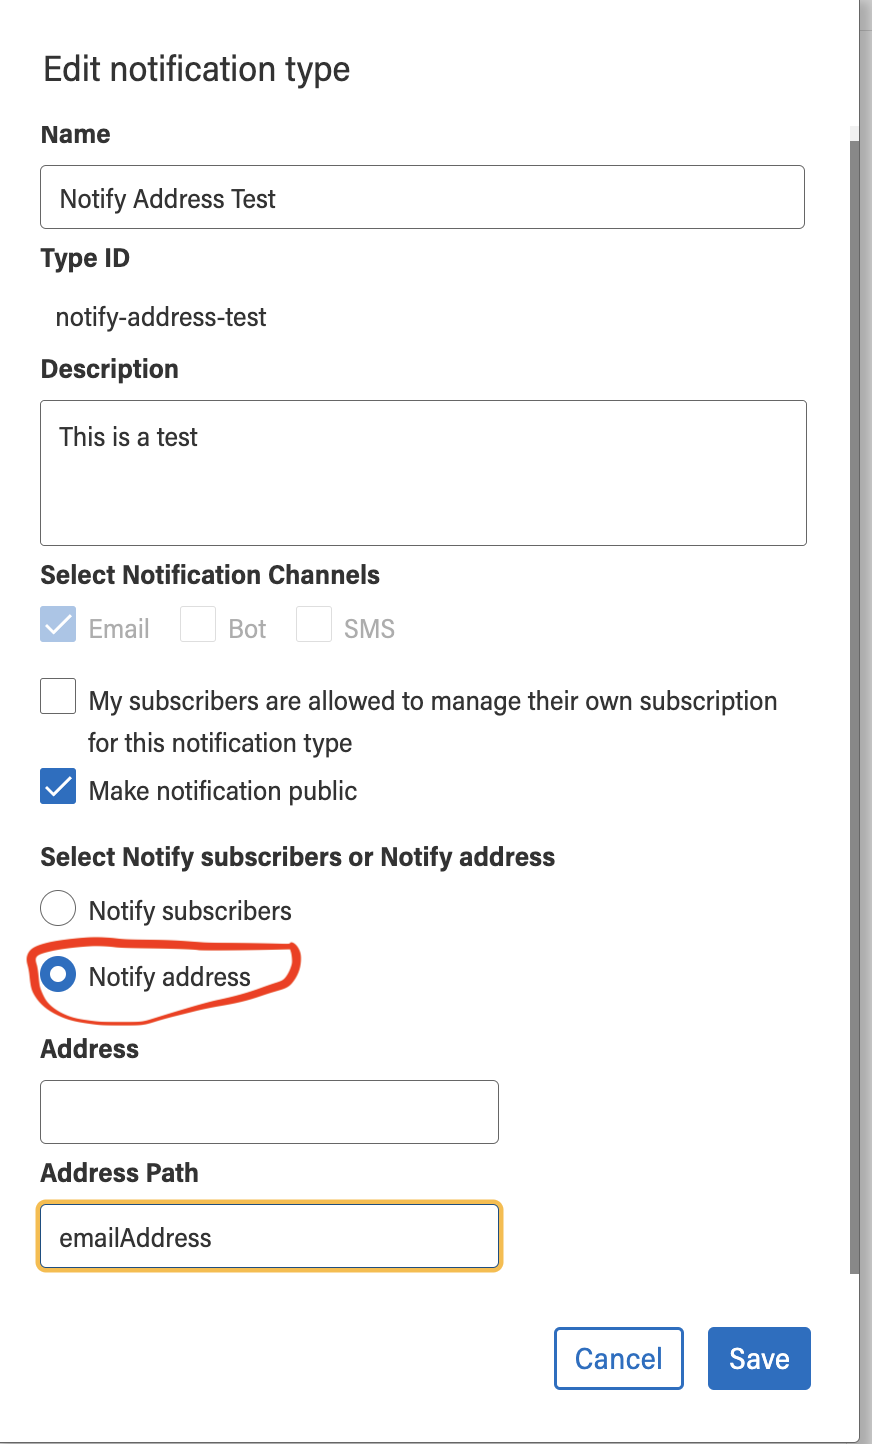 Edit notification type
Name
Notify Address Test
Type ID
notify-address-test
Description
This is a test
Select Notification Channels
Email Bot SMS
My subscribers are allowed to manage their own subscription
for this notification type
Make notification public
Select Notify subscribers or Notify address
Notify subscribers
Notify address
Address
Address Path
emailAddress
Cancel Save